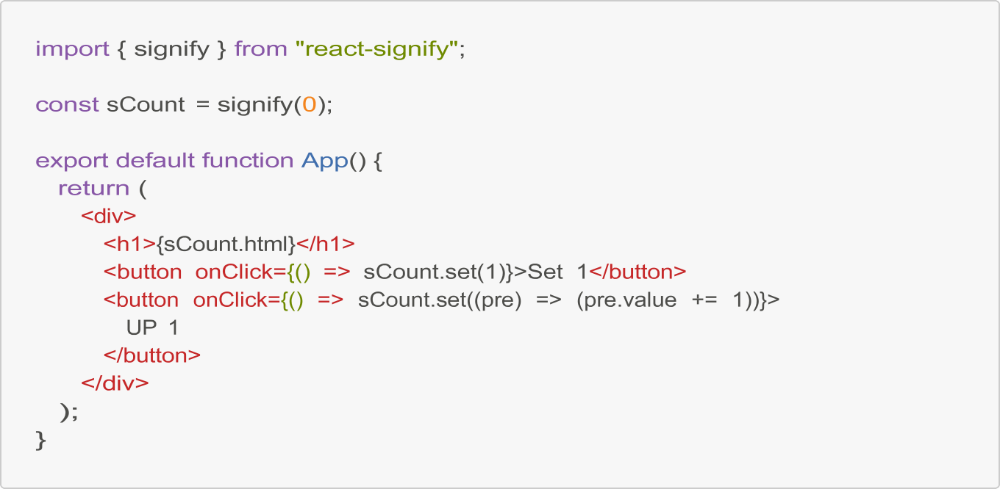 import { signify } from "react-signify";
const sCount = signify(0);
export default function App() {
return (
<div>
<h1>{sCount.html}</h1>
<button onClick={() => sCount.set(1)}>Set 1</button>
<button onClick={() => sCount.set((pre) => (pre.value += 1))}>
UP 1
</button>
</div>
);
}